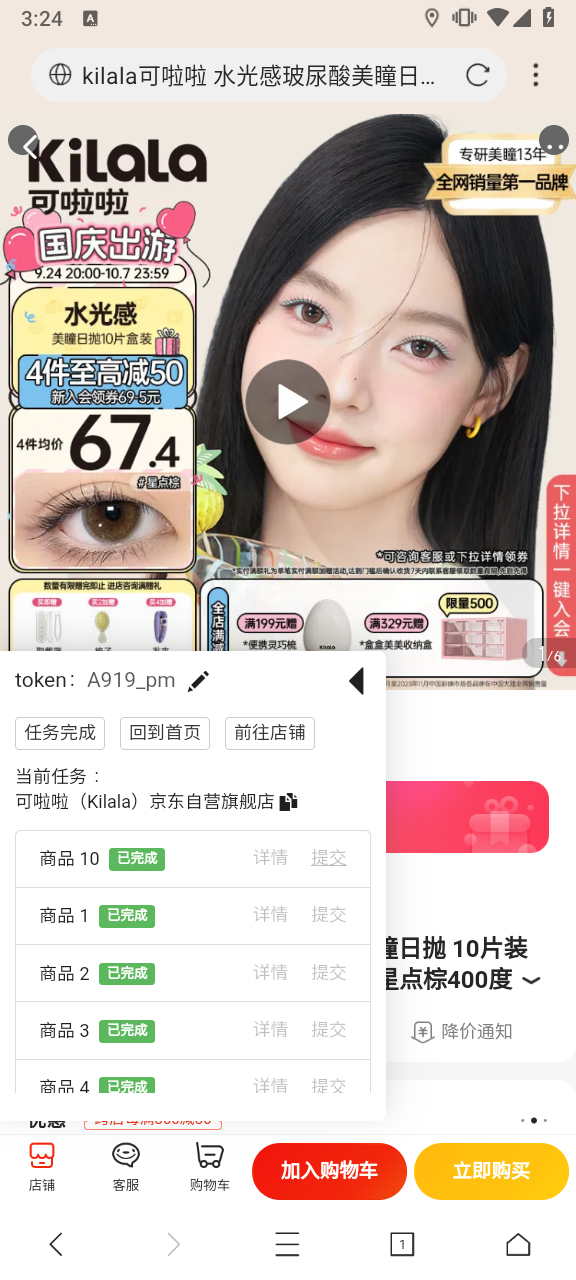 3:24
kilala可啦啦 水光感玻尿酸美瞳日...
Kilala
可啦啦
专研美瞳13年
全网销量第一品牌
国庆出游
9.24 20:00-10.7 23:59
水光感
美瞳日抛10片盒装
4件至高减50
新入会领券69-5元
4件均价 67.4
#星点棕
*可咨询客服或下拉详情领券
下拉详情一键入会
数量有限赠完即止 进店咨询满赠礼
买即赠 买2加赠 买4加赠
全店满减
满199元赠
*便携灵巧梳
Kilala
满329元赠
*盒盒美美收纳盒
限量500
1/6
token: A919_pm
任务完成 回到首页 前往店铺
当前任务：
可啦啦（Kilala）京东自营旗舰店
商品 10 已完成 详情 提交
商品 1 已完成 详情 提交
商品 2 已完成 详情 提交
商品 3 已完成 详情 提交
商品 4 已完成 详情 提交
瞳日抛 10片装
星点棕400度
降价通知
优惠
店铺 客服 购物车 加入购物车 立即购买
1